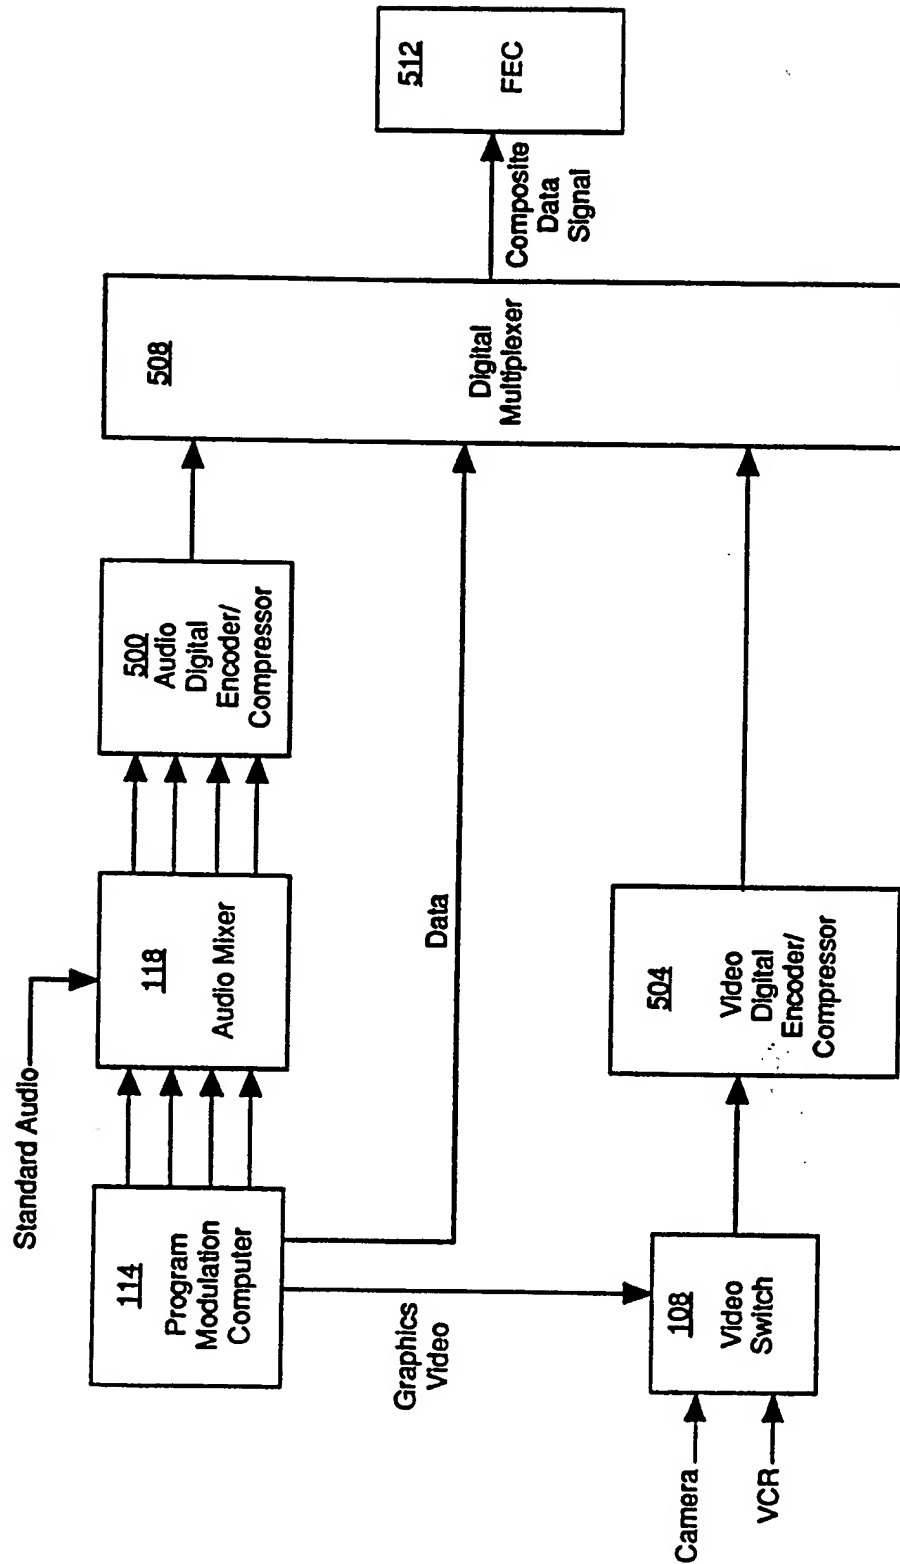 Standard Audio
114
Program
Modulation
Computer
118
Audio Mixer
500
Audio
Digital
Encoder/
Compressor
508
Digital
Multiplexer
Composite
Data
Signal
512
FEC
Data
Graphics
Video
Camera
VCR
108
Video
Switch
504
Video
Digital
Encoder/
Compressor